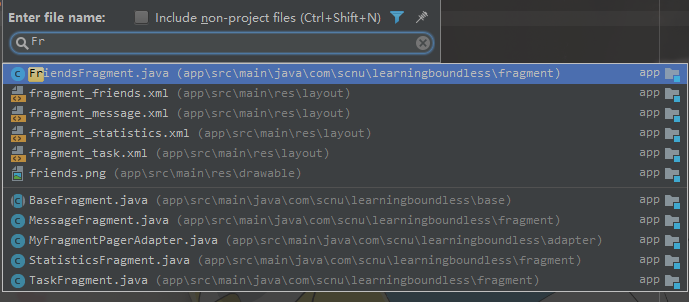 Enter file name: Include non-project files (Ctrl+Shift+N)
Fr
FriendsFragment.java (app\src\main\java\com\scnu\learningboundless\fragment) app
fragment_friends.xml (app\src\main\res\layout) app
fragment_message.xml (app\src\main\res\layout) app
fragment_statistics.xml (app\src\main\res\layout) app
fragment_task.xml (app\src\main\res\layout) app
friends.png (app\src\main\res\drawable) app
BaseFragment.java (app\src\main\java\com\scnu\learningboundless\base) app
MessageFragment.java (app\src\main\java\com\scnu\learningboundless\fragment) app
MyFragmentPagerAdapter.java (app\src\main\java\com\scnu\learningboundless\adapter) app
StatisticsFragment.java (app\src\main\java\com\scnu\learningboundless\fragment) app
TaskFragment.java (app\src\main\java\com\scnu\learningboundless\fragment) app